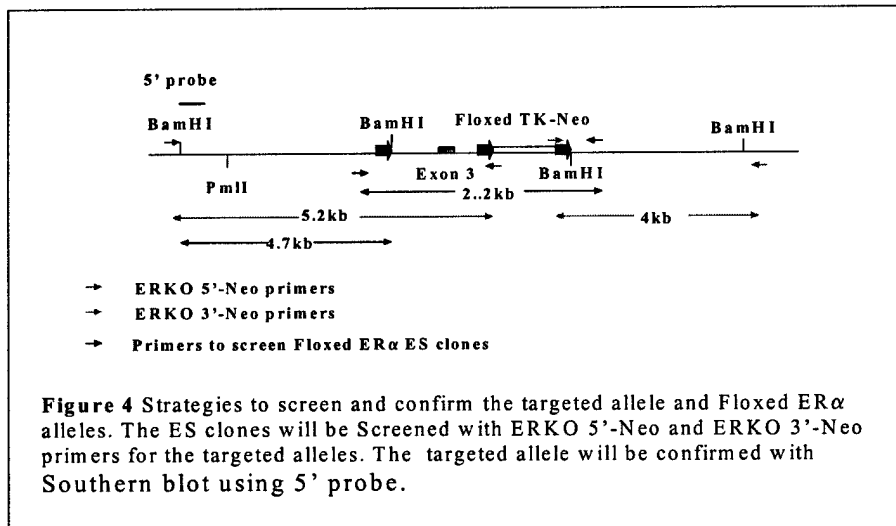 5' probe
BamHI BamHI Floxed TK-Neo BamHI
PmlI Exon 3 BamHI
2..2kb
5.2kb 4kb
4.7kb
ERKO 5'-Neo primers
ERKO 3'-Neo primers
Primers to screen Floxed ERα ES clones
Figure 4 Strategies to screen and confirm the targeted allele and Floxed ERα
alleles. The ES clones will be Screened with ERKO 5'-Neo and ERKO 3'-Neo
primers for the targeted alleles. The targeted allele will be confirmed with
Southern blot using 5' probe.